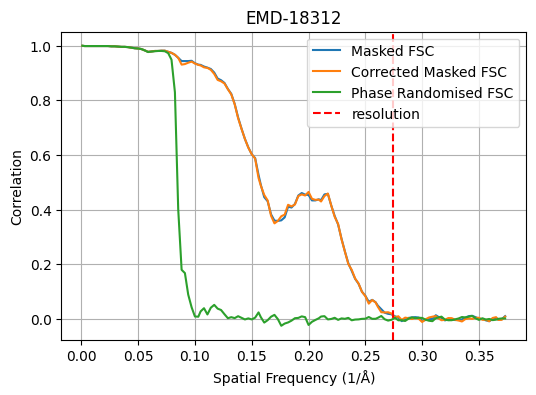 EMD-18312
Masked FSC
Corrected Masked FSC
Phase Randomised FSC
resolution
Correlation
1.0
0.8
0.6
0.4
0.2
0.0
0.00 0.05 0.10 0.15 0.20 0.25 0.30 0.35
Spatial Frequency (1/Å)